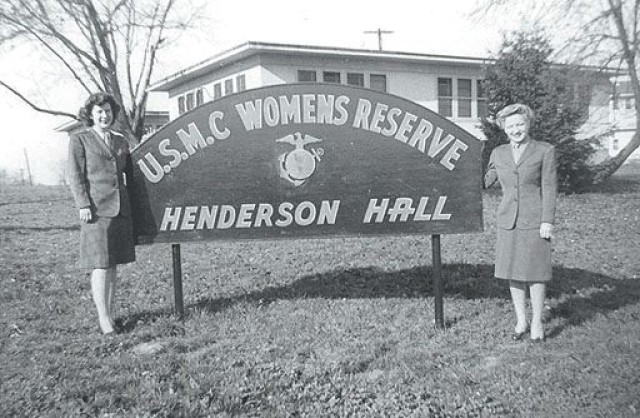 U.S.M.C WOMENS RESERVE
HENDERSON HALL